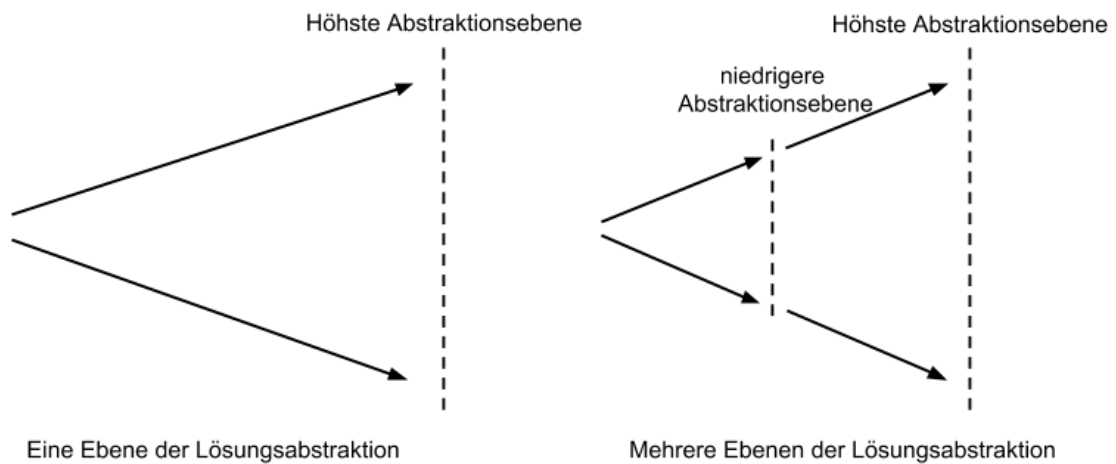 Höhste Abstraktionsebene
Eine Ebene der Lösungsabstraktion
Höhste Abstraktionsebene
niedrigere
Abstraktionsebene
Mehrere Ebenen der Lösungsabstraktion